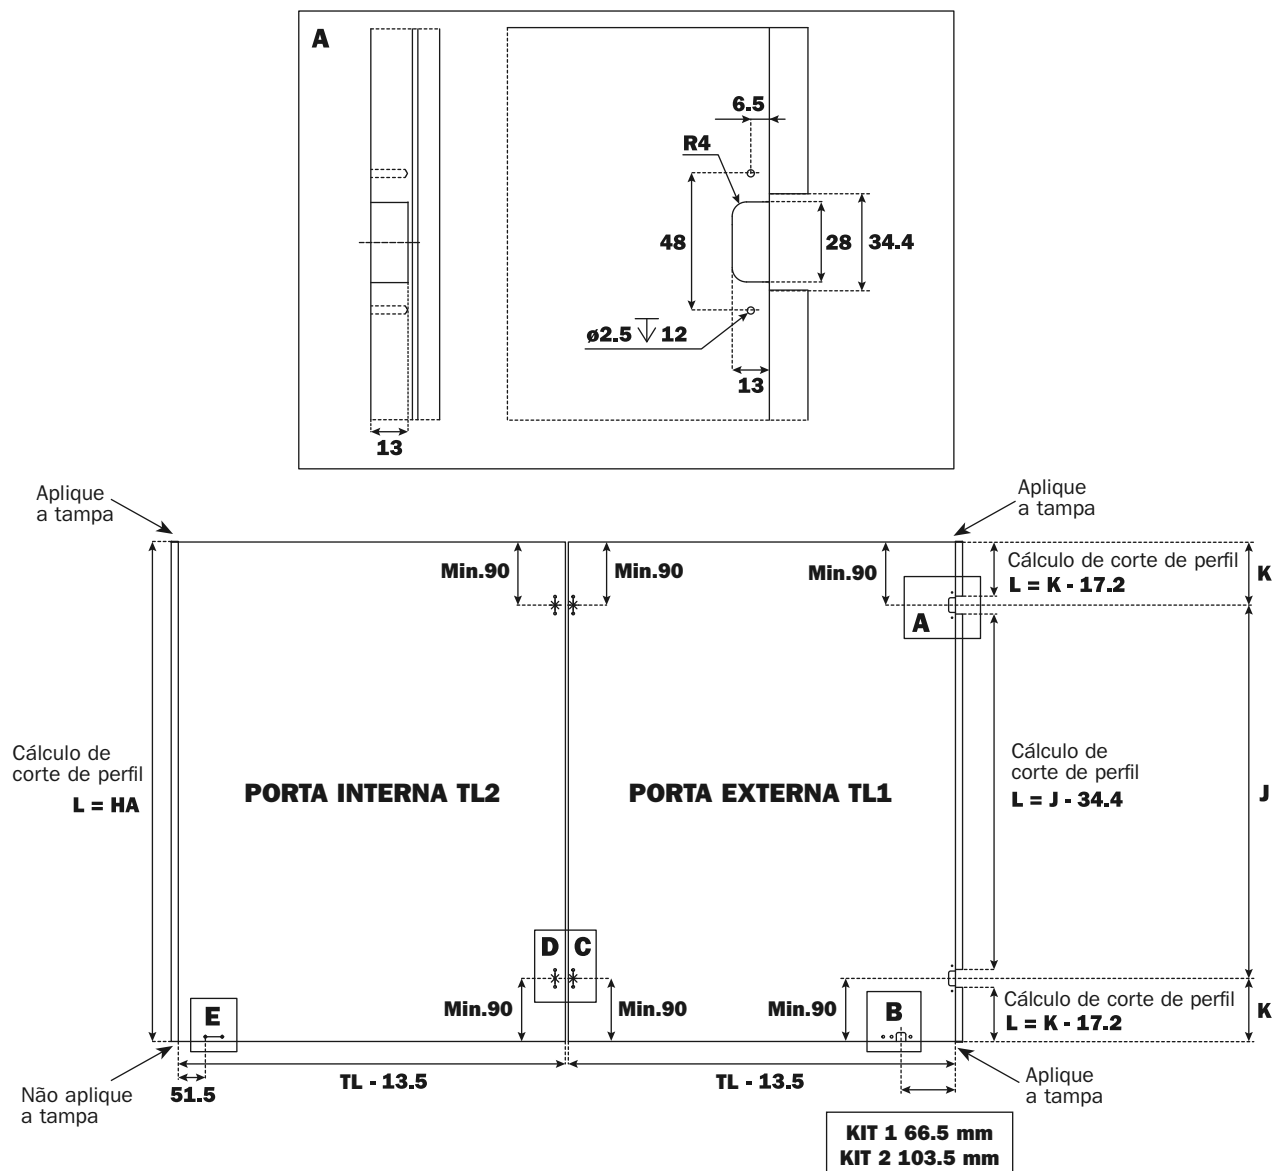 A
6.5
R4
48
28
34.4
ø2.5 ↧ 12
13
13
Aplique
a tampa
Aplique
a tampa
Min.90
Min.90
Min.90
Cálculo de corte de perfil
L = K - 17.2
K
A
Cálculo de
corte de perfil
L = HA
PORTA INTERNA TL2
PORTA EXTERNA TL1
Cálculo de
corte de perfil
L = J - 34.4
J
D
C
Min.90
Min.90
Min.90
Cálculo de corte de perfil
L = K - 17.2
K
E
B
Não aplique
a tampa
51.5
TL - 13.5
TL - 13.5
Aplique
a tampa
KIT 1 66.5 mm
KIT 2 103.5 mm